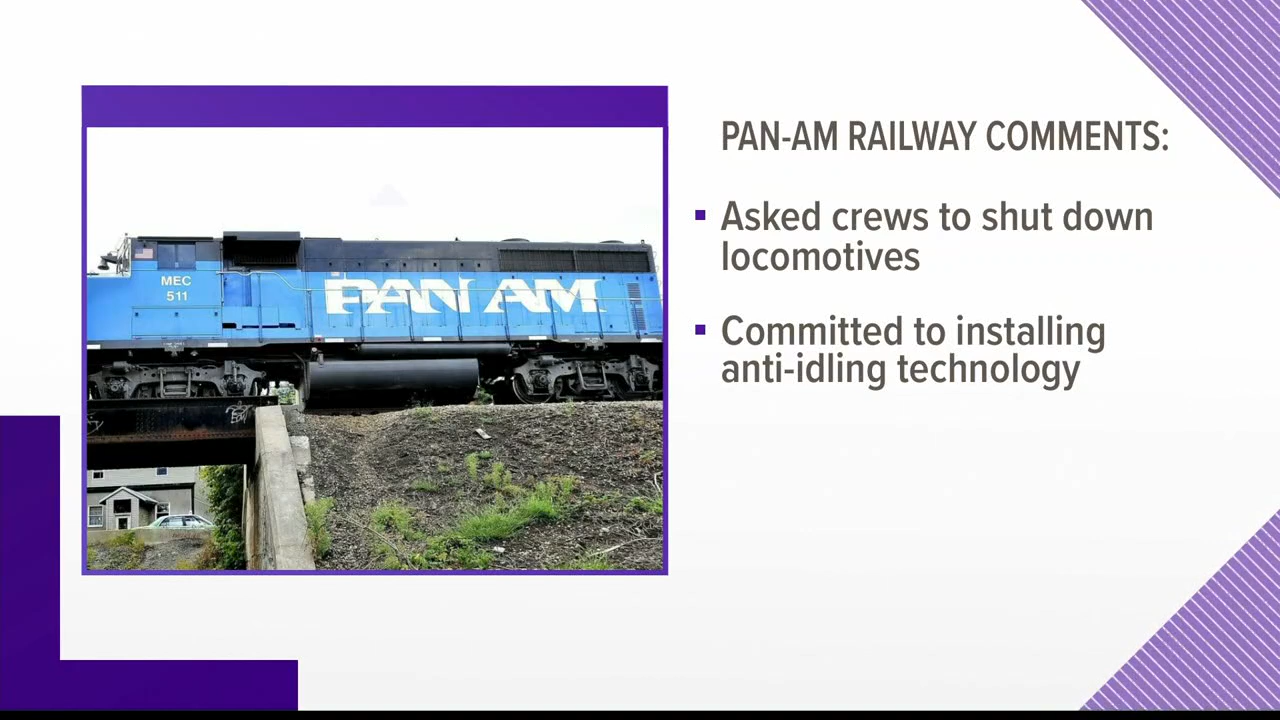 PAN-AM RAILWAY COMMENTS:
Asked crews to shut down
locomotives
Committed to installing
anti-idling technology
MEC
511
PAN AM